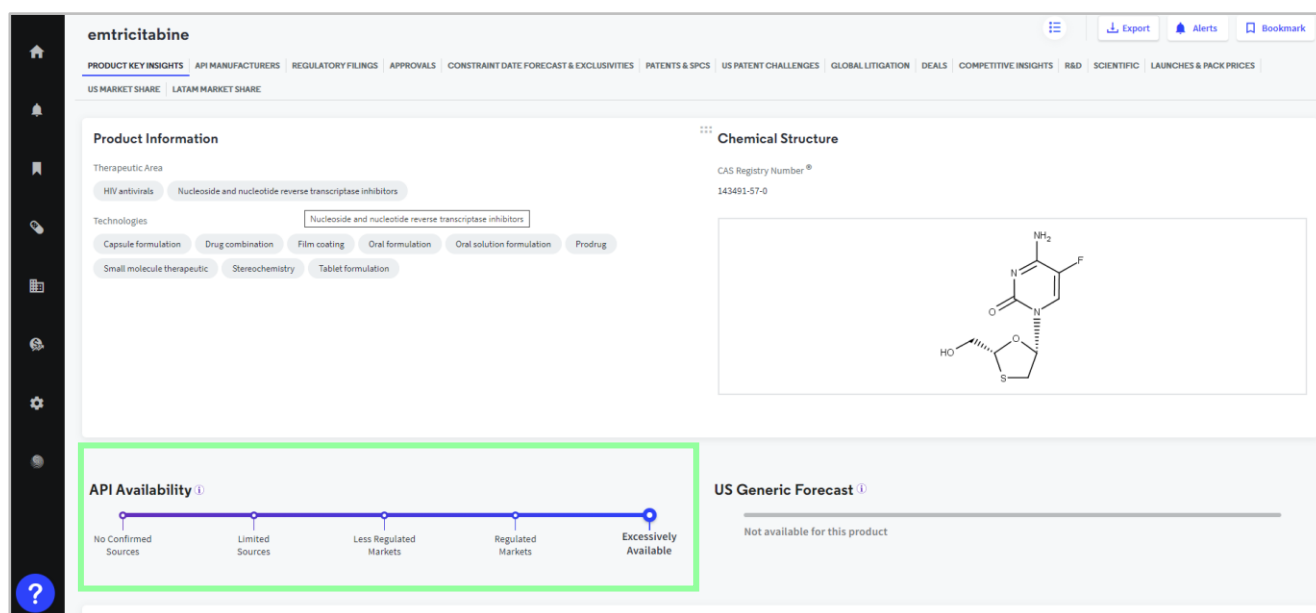 emtricitabine
Export
Alerts
Bookmark
PRODUCT KEY INSIGHTS
API MANUFACTURERS
REGULATORY FILINGS
APPROVALS
CONSTRAINT DATE FORECAST & EXCLUSIVITIES
PATENTS & SPCS
US PATENT CHALLENGES
GLOBAL LITIGATION
DEALS
COMPETITIVE INSIGHTS
R&D
SCIENTIFIC
LAUNCHES & PACK PRICES
US MARKET SHARE
LATAM MARKET SHARE
Product Information
Therapeutic Area
HIV antivirals
Nucleoside and nucleotide reverse transcriptase inhibitors
Technologies
Nucleoside and nucleotide reverse transcriptase inhibitors
Capsule formulation
Drug combination
Film coating
Oral formulation
Oral solution formulation
Prodrug
Small molecule therapeutic
Stereochemistry
Tablet formulation
Chemical Structure
CAS Registry Number ®
143491-57-0
NH2
F
N
O
N
O
HO
S
API Availability i
No Confirmed
Sources
Limited
Sources
Less Regulated
Markets
Regulated
Markets
Excessively
Available
US Generic Forecast i
Not available for this product
?